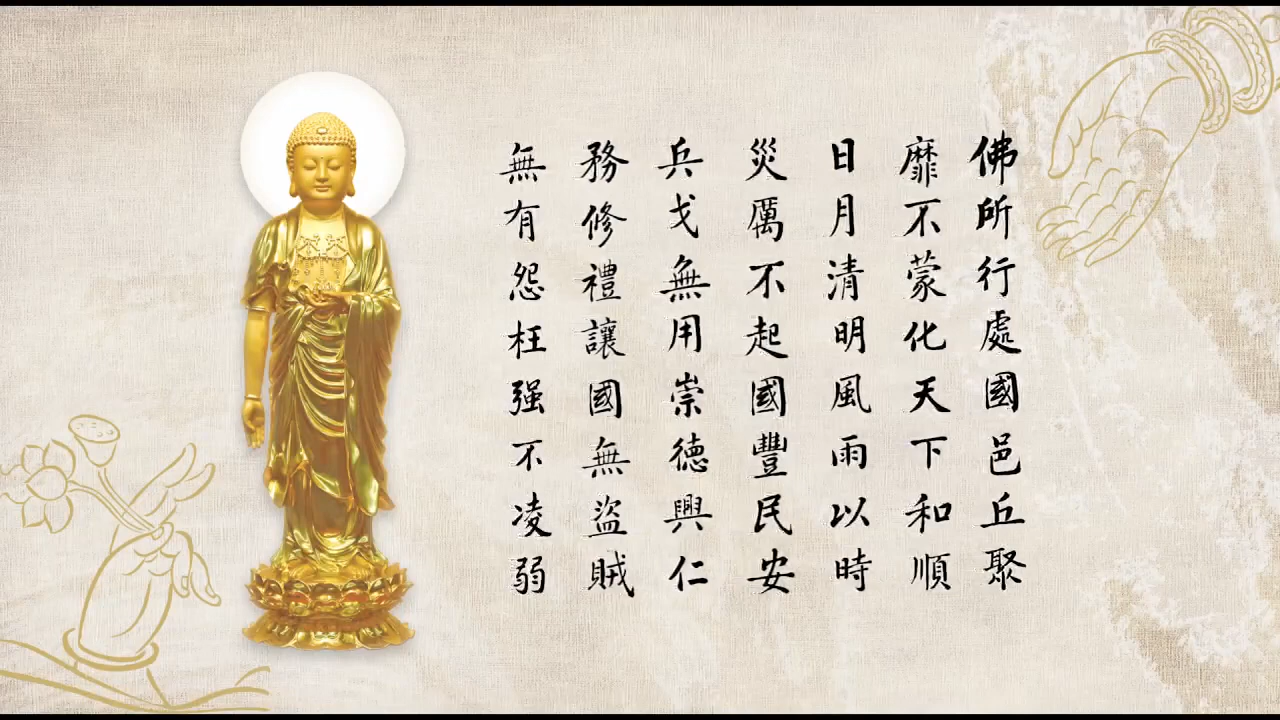 佛所行處國邑丘聚
靡不蒙化天下和順
日月清明風雨以時
災厲不起國豐民安
兵戈無用崇德興仁
務修禮讓國無盜賊
無有怨枉强不凌弱